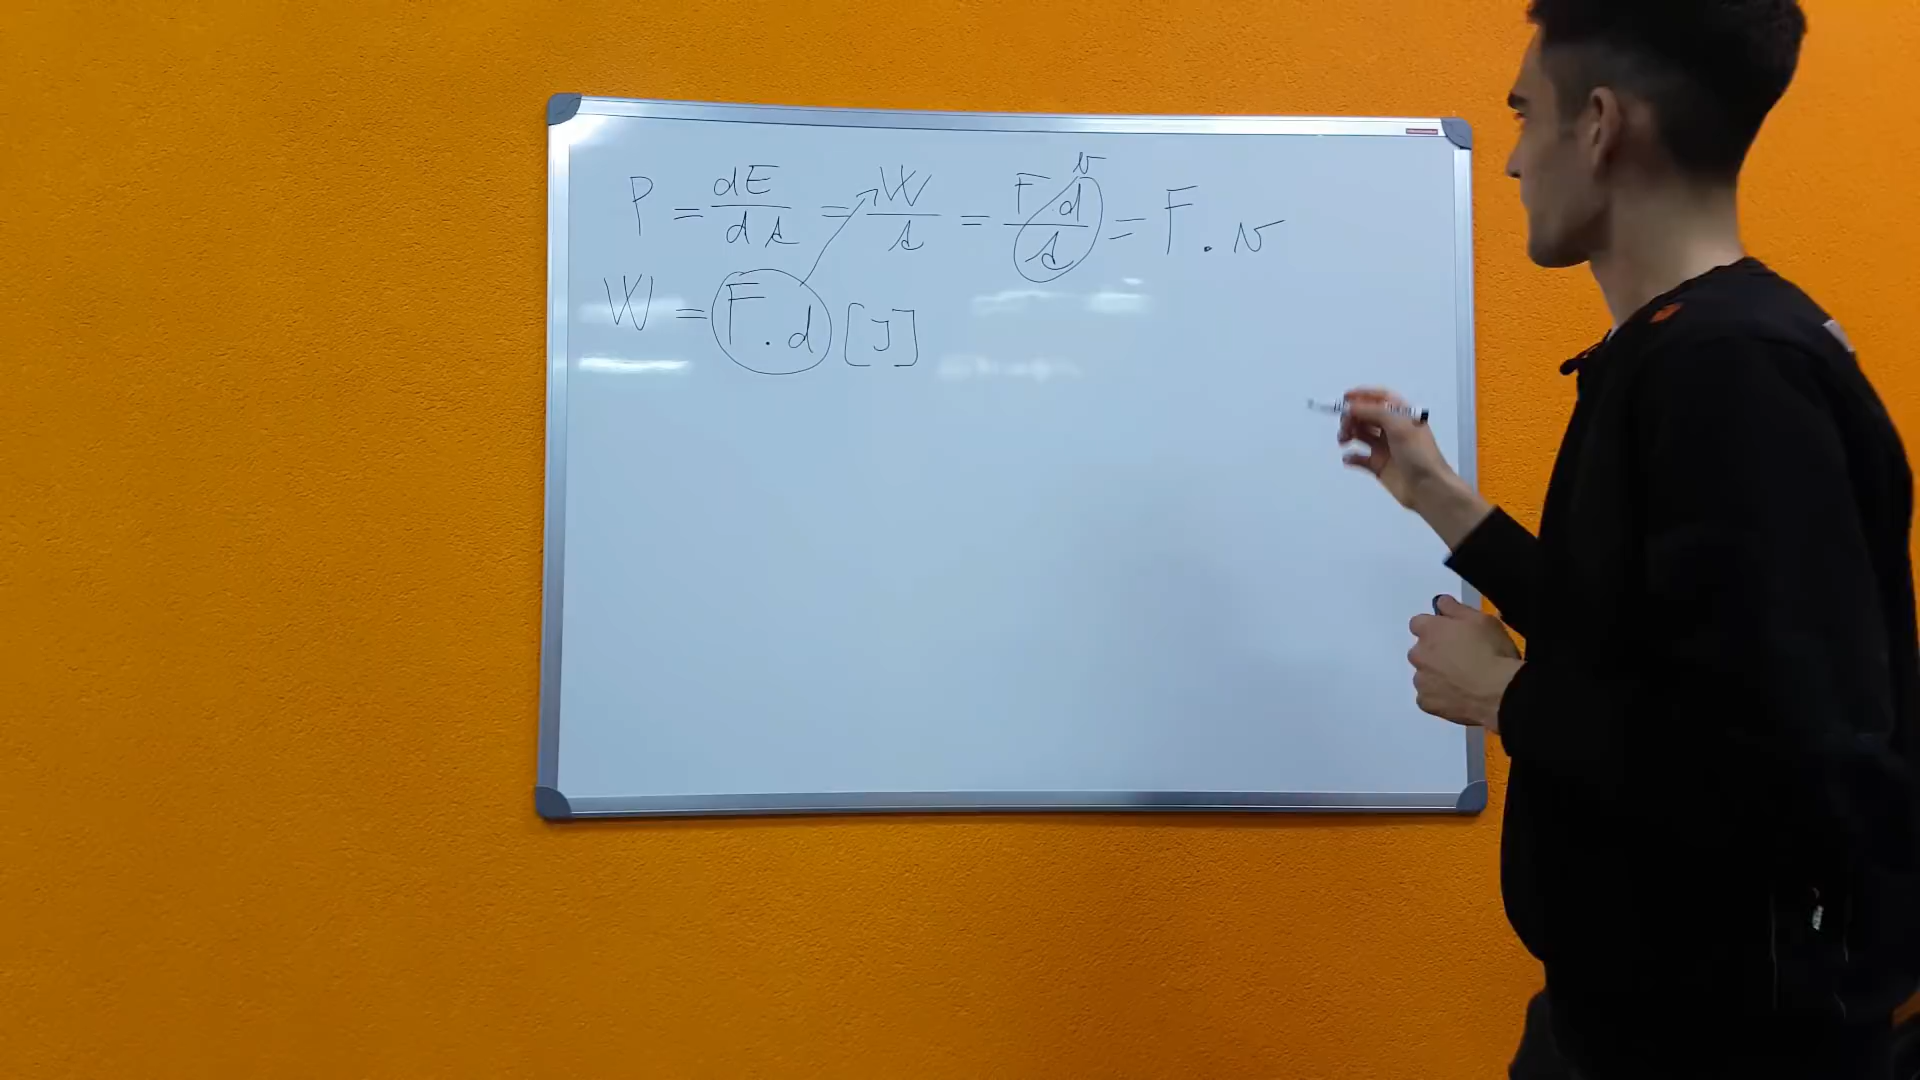 P = dE/dt = W/t = F.d/t = F.v
v
W = F.d [J]